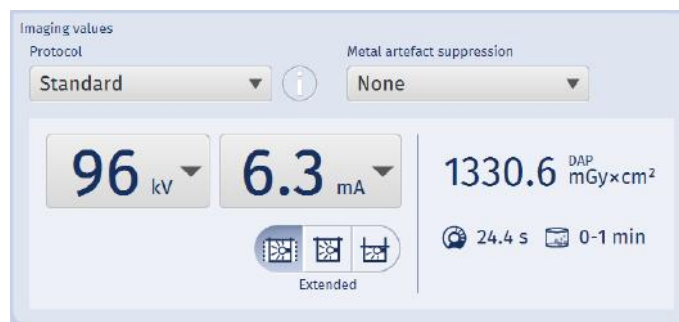 Imaging values
Protocol
Metal artefact suppression
Standard
None
96 kV
6.3 mA
1330.6 DAP mGy×cm²
24.4 s
0-1 min
Extended